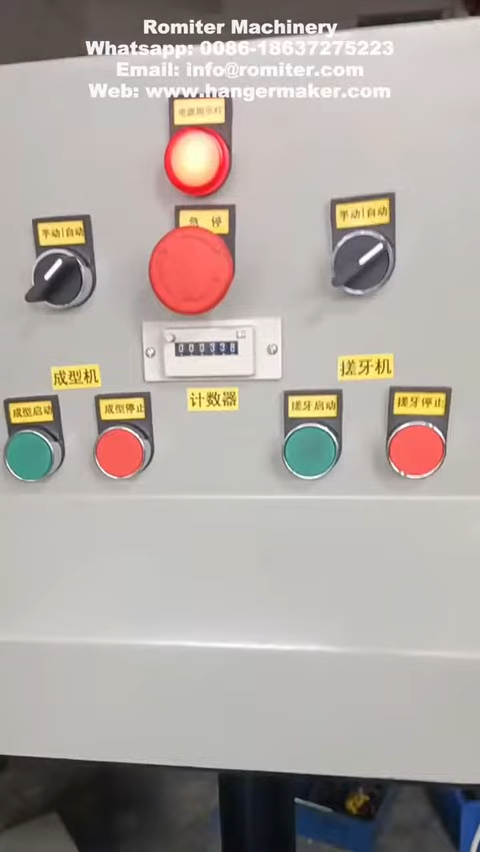 Romiter Machinery
Whatsapp: 0086-18637275223
Email: info@romiter.com
Web: www.hangermaker.com
电源指示灯
手动|自动
急 停
手动|自动
000338
成型机
计数器
搓牙机
成型启动
成型停止
搓牙启动
搓牙停止